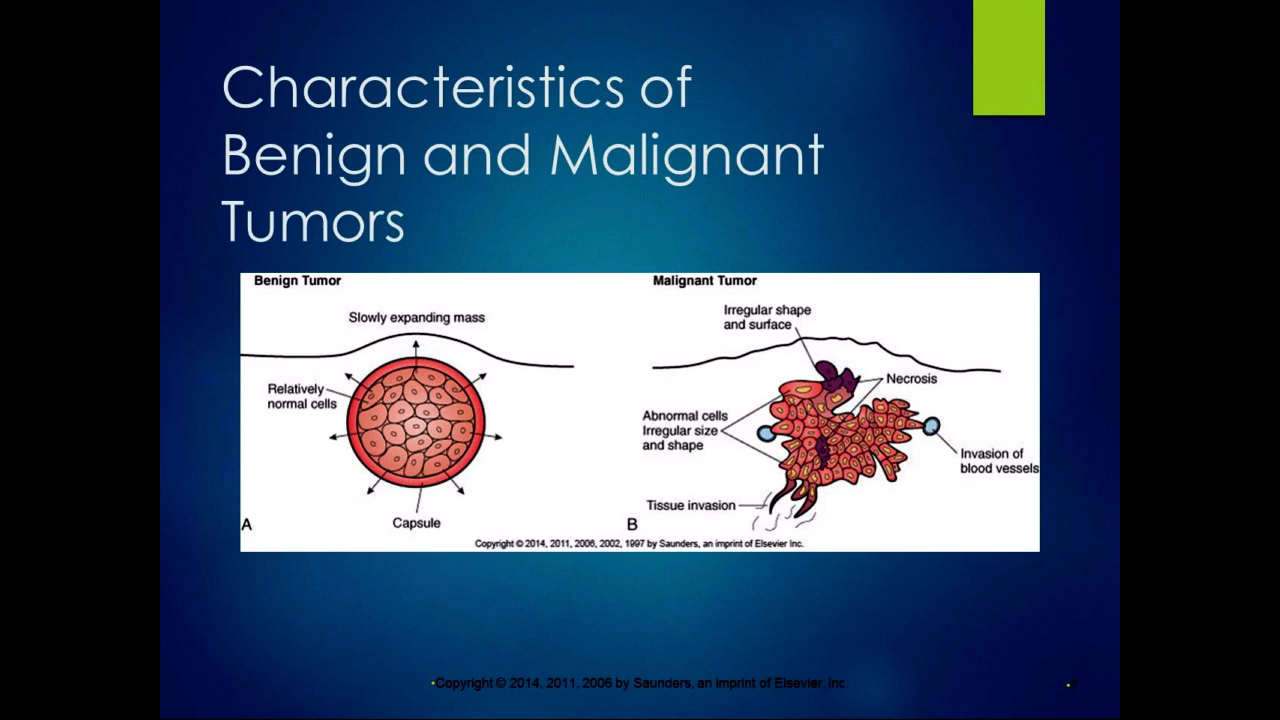 Characteristics of
Benign and Malignant
Tumors
Benign Tumor
Slowly expanding mass
Relatively
normal cells
Capsule
A
Malignant Tumor
Irregular shape
and surface
Necrosis
Abnormal cells
Irregular size
and shape
Invasion of
blood vessels
Tissue invasion
B
Copyright © 2014, 2011, 2006, 2002, 1997 by Saunders, an imprint of Elsevier Inc.
•Copyright © 2014, 2011, 2006 by Saunders, an imprint of Elsevier, Inc.